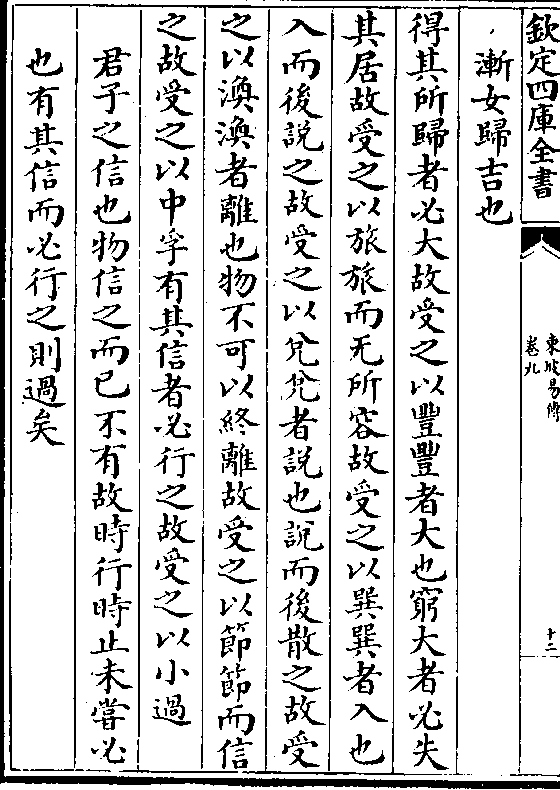 欽定四庫全書
東坡易傳
卷九
十三
漸女歸吉也
得其所歸者必大故受之以豐豐者大也窮大者必失
其居故受之以旅旅而无所容故受之以巽巽者入也
入而後說之故受之以兌兌者說也說而後散之故受
之以渙渙者離也物不可以終離故受之以節節而信
之故受之以中孚有其信者必行之故受之以小過
君子之信也物信之而已不有故時行時止未嘗必
也有其信而必行之則過矣